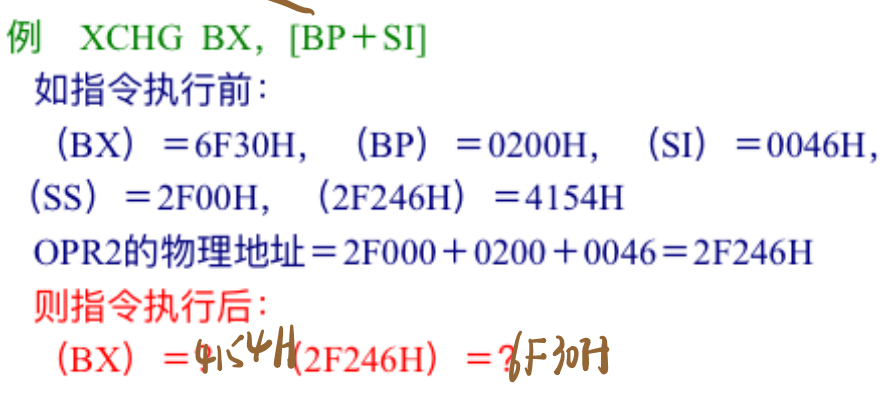 例 XCHG BX, [BP+SI]
如指令执行前:
(BX) =6F30H, (BP) =0200H, (SI) =0046H,
(SS) =2F00H, (2F246H) =4154H
OPR2的物理地址=2F000+0200+0046=2F246H
则指令执行后:
(BX) =?4154H(2F246H) =?6F30H